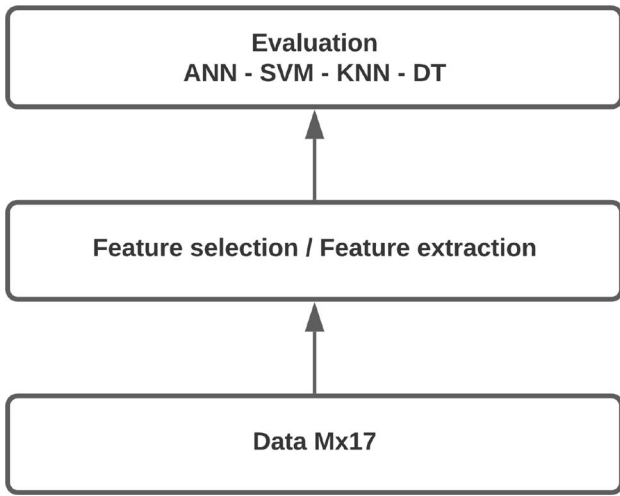 Evaluation
ANN - SVM - KNN - DT
Feature selection / Feature extraction
Data Mx17